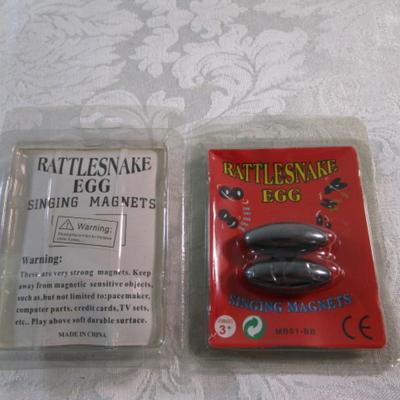 RATTLESNAKE
EGG
SINGING MAGNETS
Warning:
Warning:
These are very strong magnets. Keep
away from magnetic sensitive objects,
such as, but not limited to: pacemaker,
computer parts, credit cards, TV sets,
etc.. Play above soft durable surface.
MADE IN CHINA
RATTLESNAKE
EGG
SINGING MAGNETS
3+
MB01-BB
CE